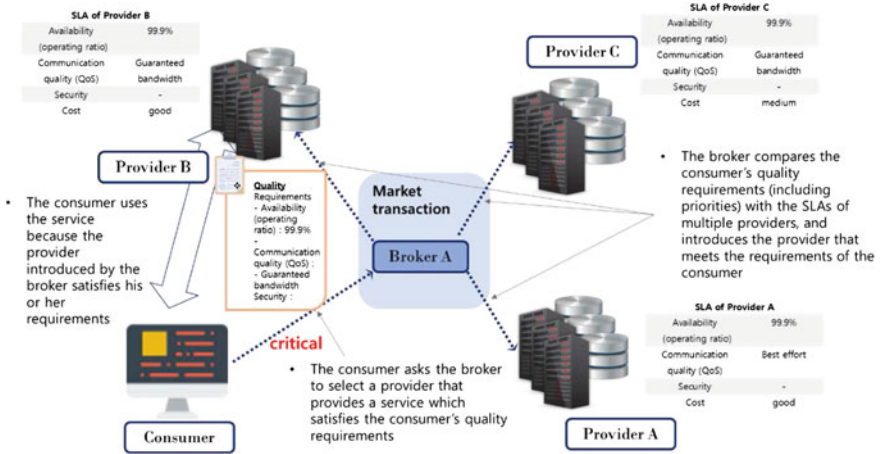 SLA of Provider B
Availability 99.9%
(operating ratio)
Communication Guaranteed
quality (QoS) bandwidth
Security -
Cost good
Provider B
SLA of Provider C
Availability 99.9%
(operating ratio)
Communication Guaranteed
quality (QoS) bandwidth
Security -
Cost medium
Provider C
• The consumer uses
the service
because the
provider
introduced by the
broker satisfies his
or her
requirements
Quality
Requirements
- Availability
(operating
ratio) : 99.9%
-
Communication
quality (QoS) :
- Guaranteed
bandwidth
Security :
Market
transaction
Broker A
• The broker compares the
consumer's quality
requirements (including
priorities) with the SLAs of
multiple providers, and
introduces the provider that
meets the requirements of the
consumer
critical
• The consumer asks the broker
to select a provider that
provides a service which
satisfies the consumer's quality
requirements
Consumer
SLA of Provider A
Availability 99.9%
(operating ratio)
Communication Best effort
quality (QoS)
Security -
Cost good
Provider A